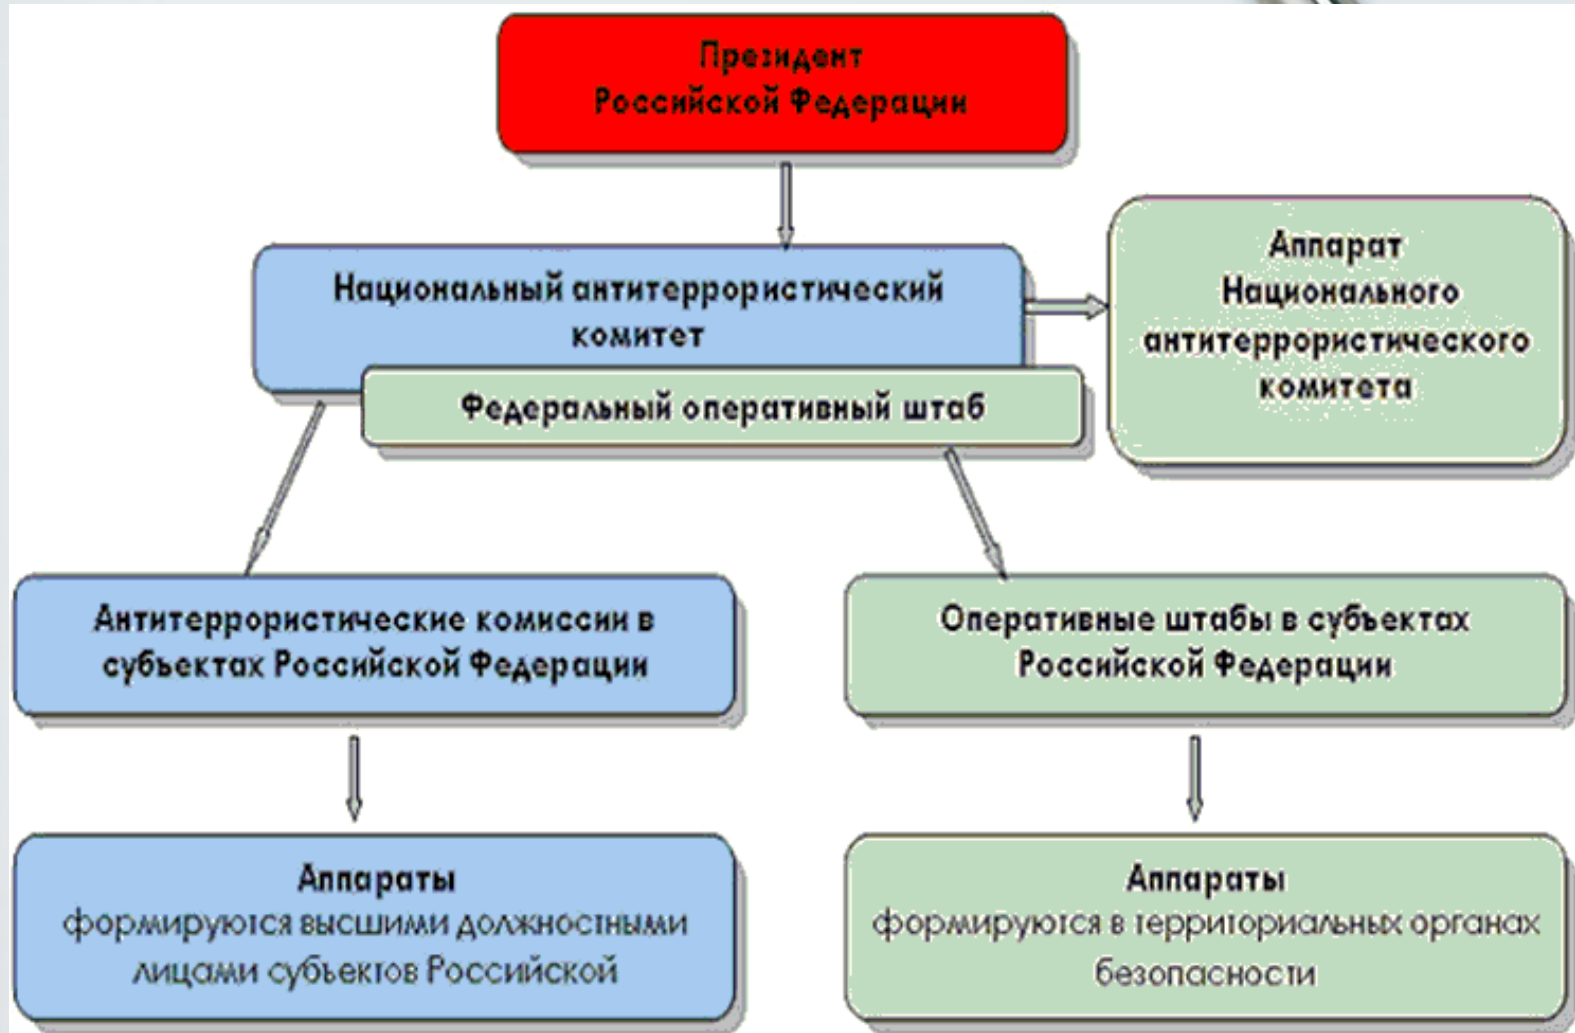 Президент
Российской Федерации
Национальный антитеррористический
комитет
Аппарат
Национального
антитеррористического
комитета
Федеральный оперативный штаб
Антитеррористические комиссии в
субъектах Российской Федерации
Оперативные штабы в субъектах
Российской Федерации
Аппараты
формируются высшими должностными
лицами субъектов Российской
Аппараты
формируются в территориальных органах
безопасности